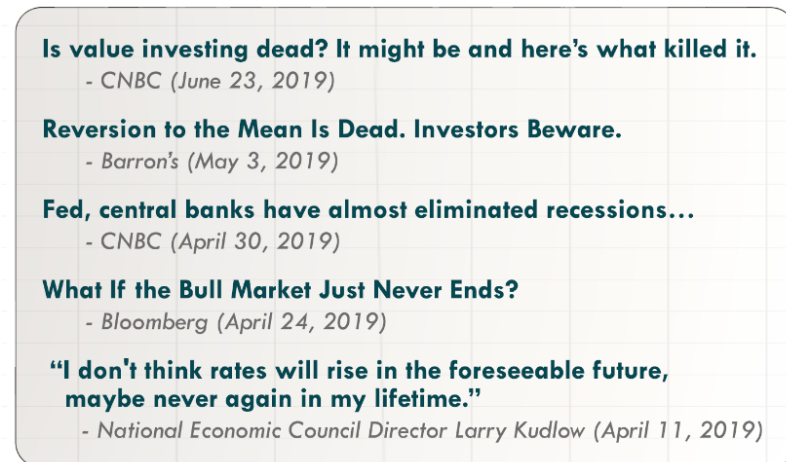 Is value investing dead? It might be and here’s what killed it.
- CNBC (June 23, 2019)
Reversion to the Mean Is Dead. Investors Beware.
- Barron’s (May 3, 2019)
Fed, central banks have almost eliminated recessions…
- CNBC (April 30, 2019)
What If the Bull Market Just Never Ends?
- Bloomberg (April 24, 2019)
“I don't think rates will rise in the foreseeable future,
maybe never again in my lifetime.”
- National Economic Council Director Larry Kudlow (April 11, 2019)